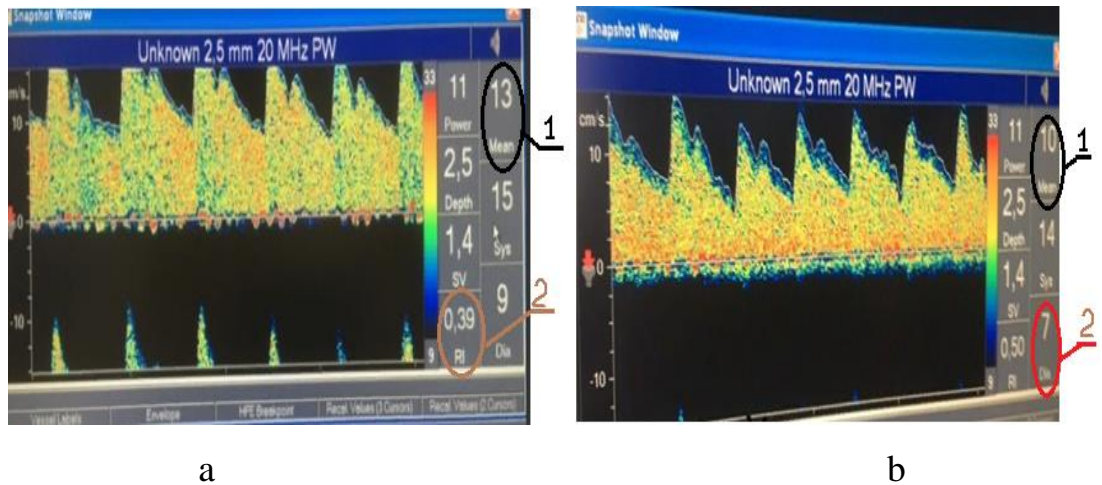 Snapshot Window
Unknown 2,5 mm 20 MHz PW
cm/s
10
0
-10
33
9
11
Power
2,5
Depth
1,4
SV
0,39
RI
13
Mean
15
Sys
9
Dia
1
2
Vessel Labels
Envelope
HFE Breakpoint
Recal Values (3 Cursors)
Recal Values (2 Cursors)
a
Snapshot Window
Unknown 2,5 mm 20 MHz PW
cm/s
10
0
-10
33
9
11
Power
2,5
Depth
1,4
SV
0,50
RI
10
Mean
14
Sys
7
Dia
1
2
b